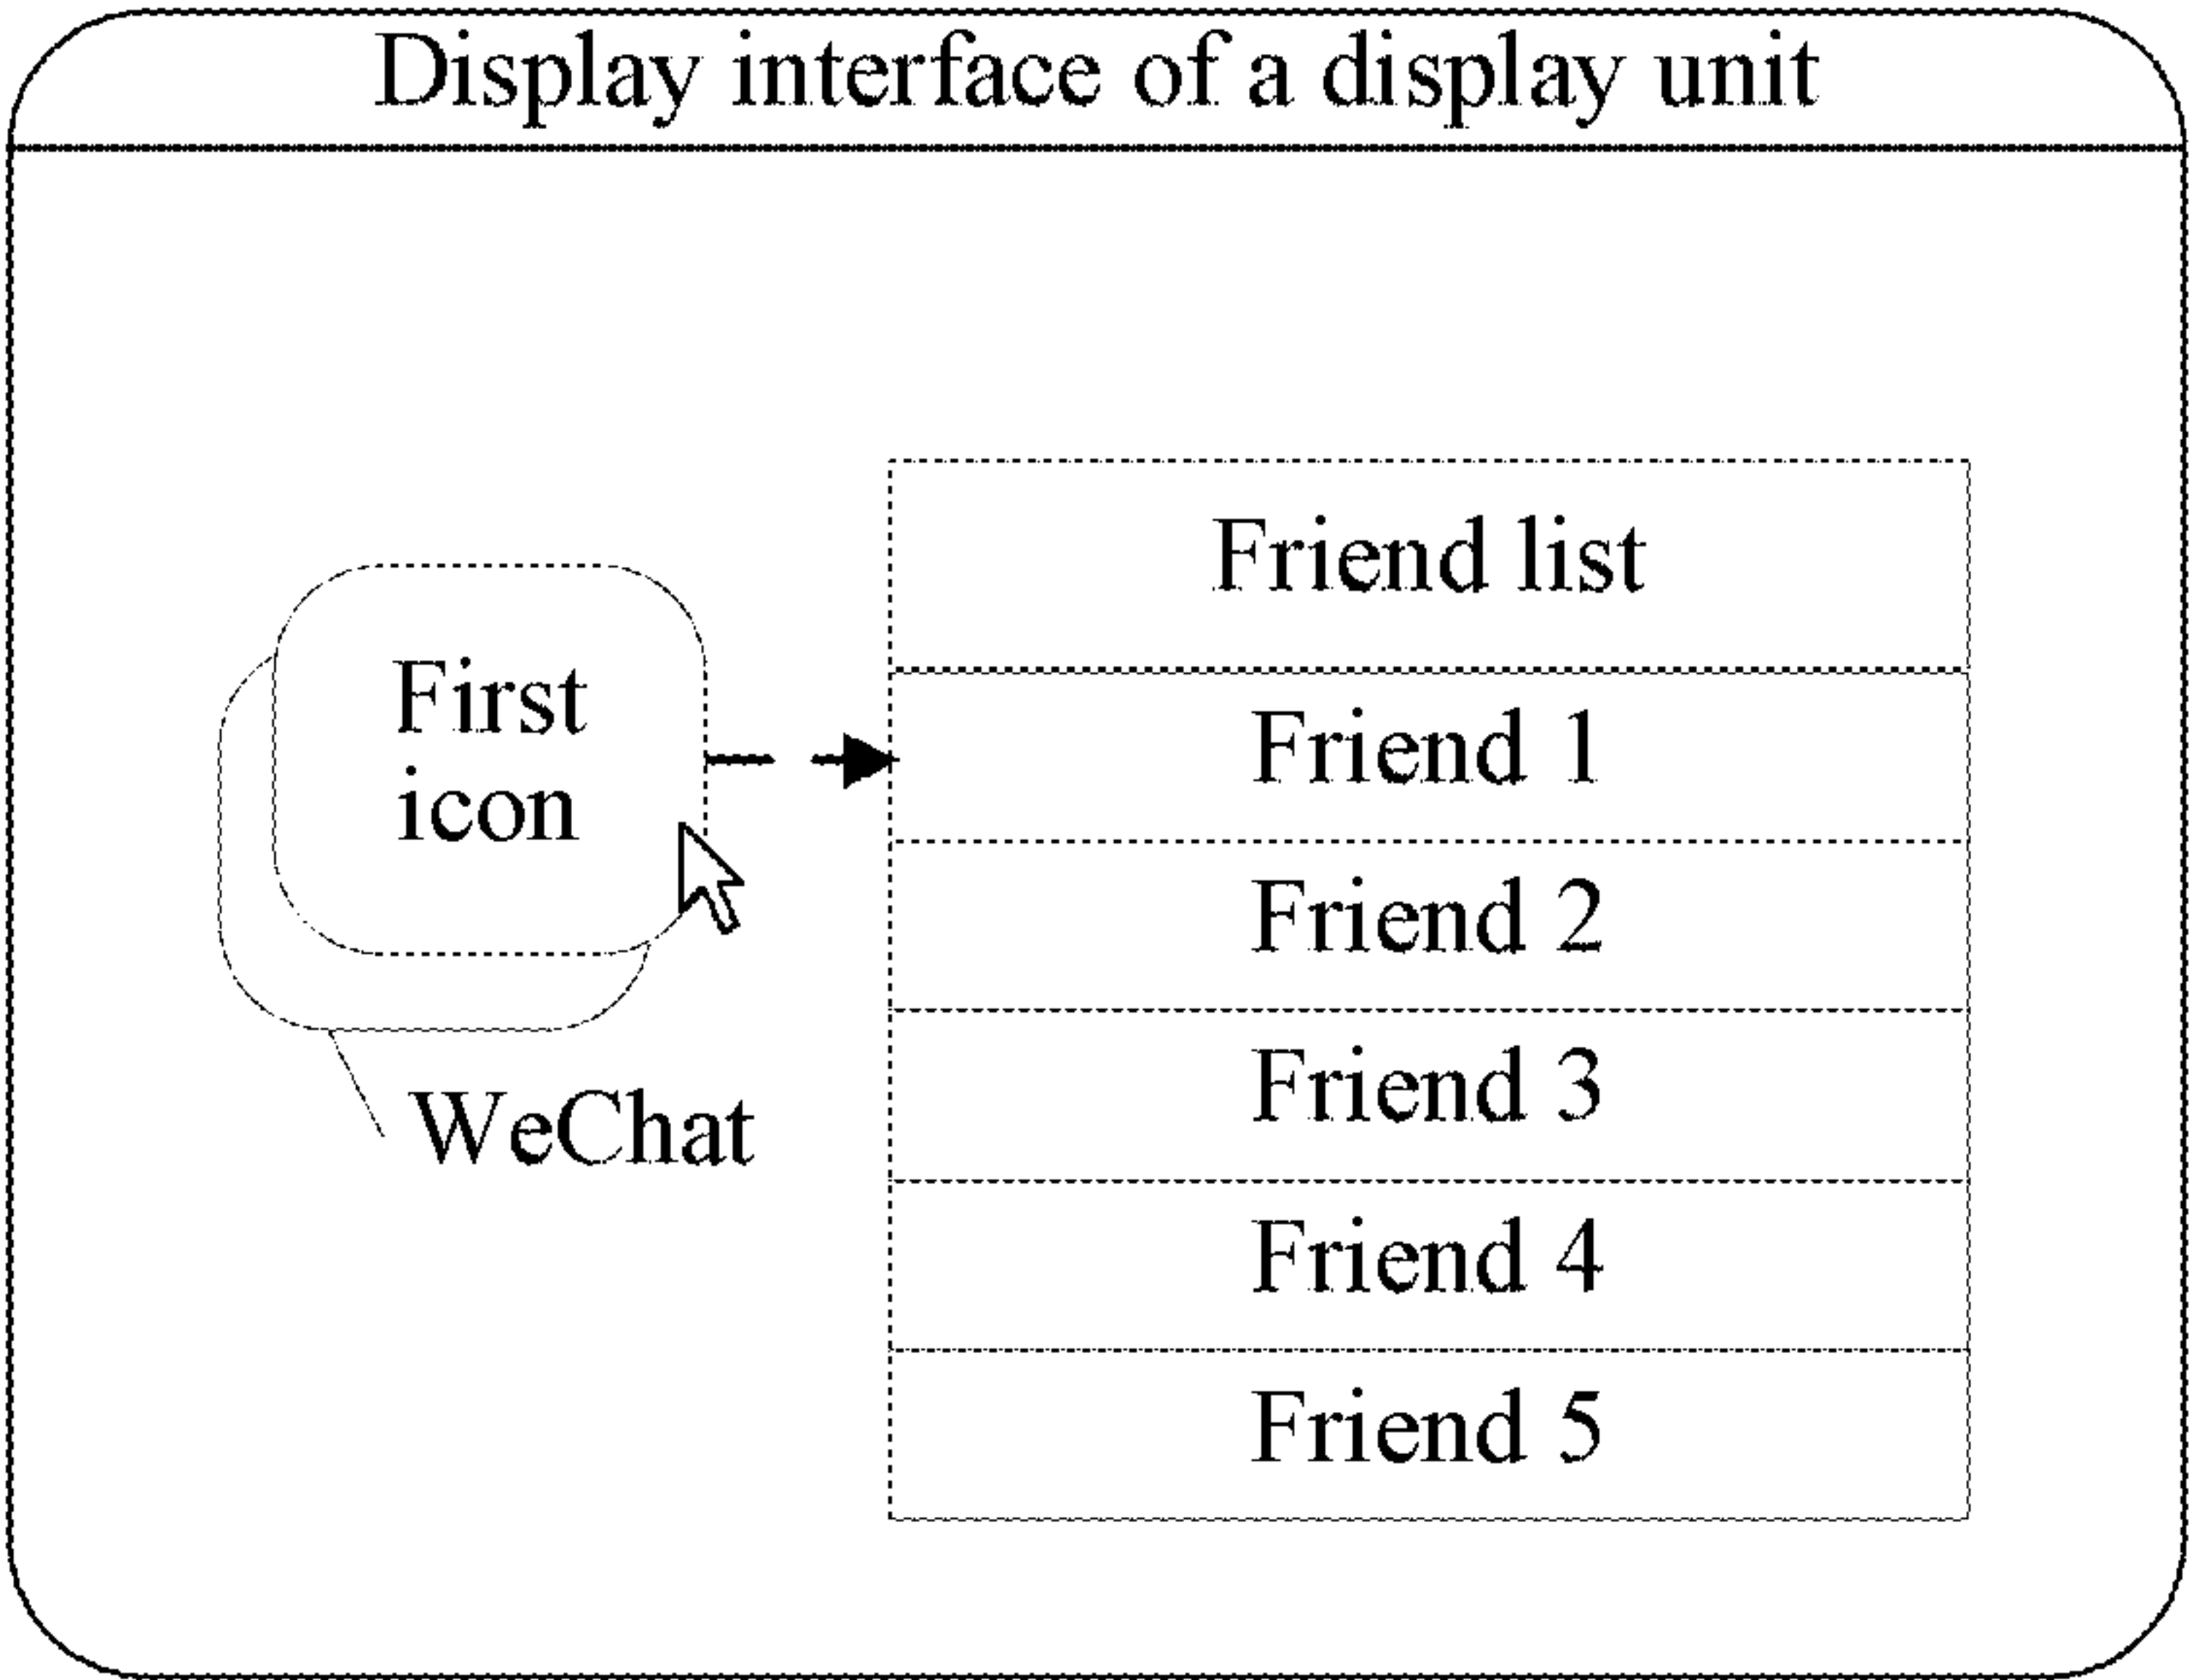 Display interface of a display unit
First
icon
WeChat
Friend list
Friend 1
Friend 2
Friend 3
Friend 4
Friend 5